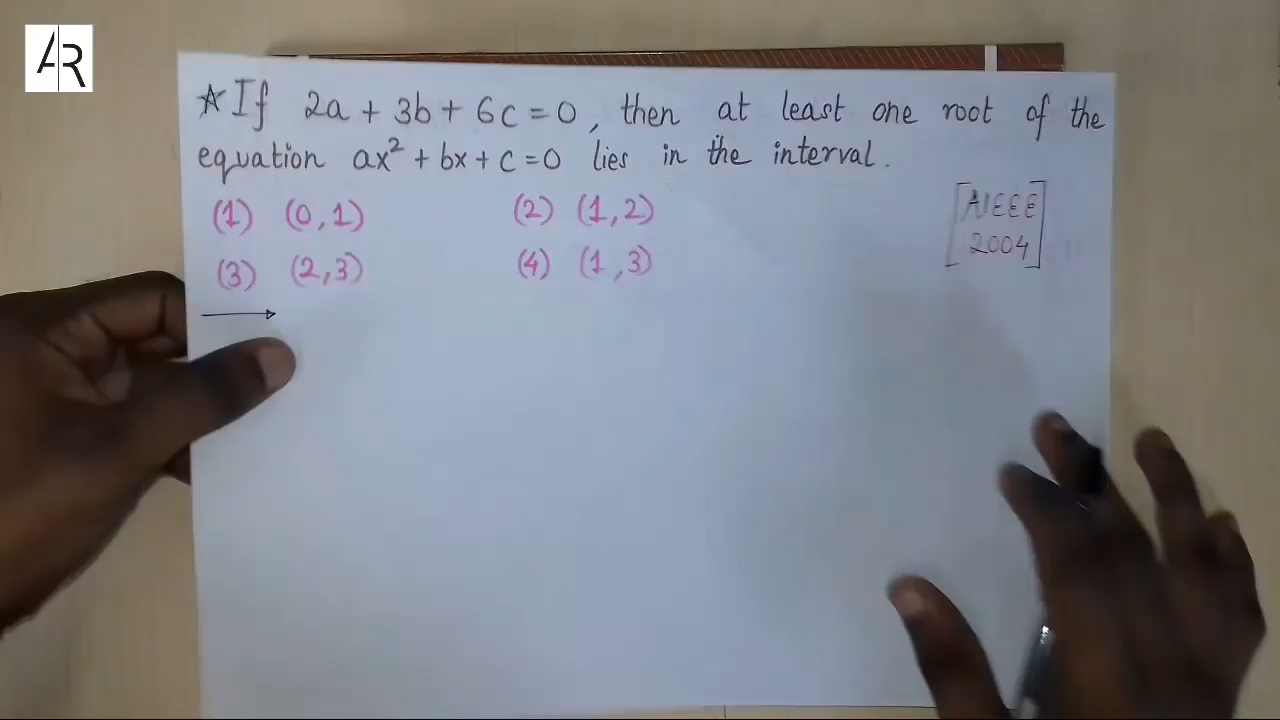 AR
☆ If 2a + 3b + 6c = 0, then at least one root of the
equation ax² + bx + c = 0 lies in the interval.
(1) (0,1) (2) (1,2)
(3) (2,3) (4) (1,3)
[AIEEE
2004]